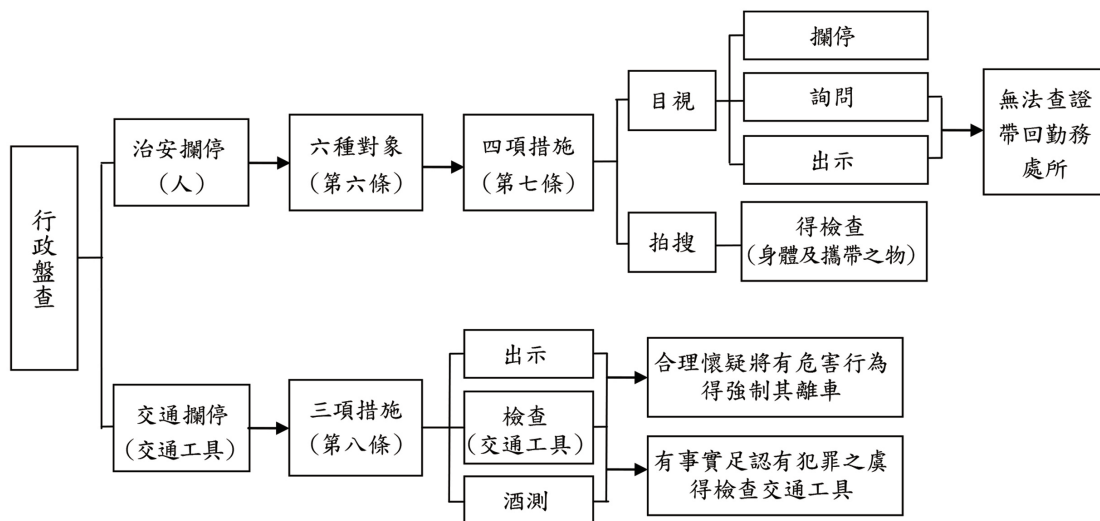 行政盤查
治安攔停
（人）
六種對象
（第六條）
四項措施
（第七條）
目視
攔停
詢問
出示
無法查證
帶回勤務
處所
拍搜
得檢查
（身體及攜帶之物）
交通攔停
（交通工具）
三項措施
（第八條）
出示
檢查
（交通工具）
酒測
合理懷疑將有危害行為
得強制其離車
有事實足認有犯罪之虞
得檢查交通工具